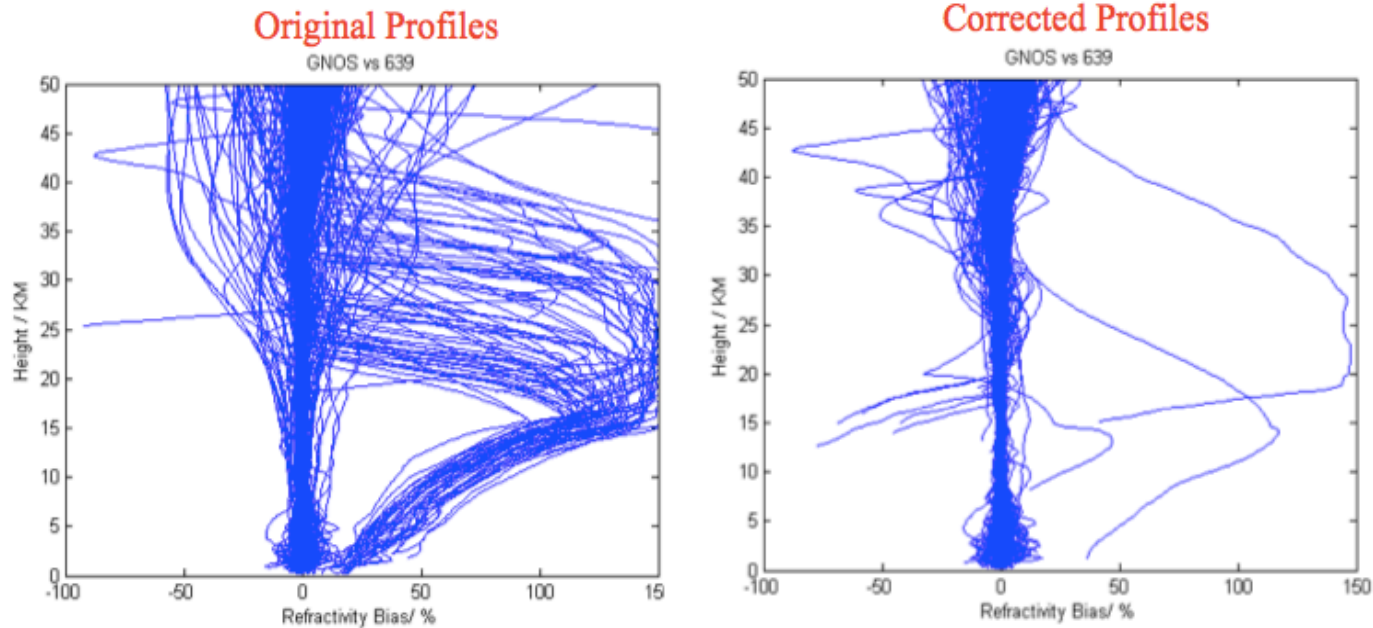 Original Profiles
GNOS vs 639
50
45
40
35
30
25
20
15
10
5
0
Height / KM
-100 -50 0 50 100 15
Refractivity Bias/ %
Corrected Profiles
GNOS vs 639
50
45
40
35
30
25
20
15
10
5
0
Height / KM
-100 -50 0 50 100 150
Refractivity Bias/ %